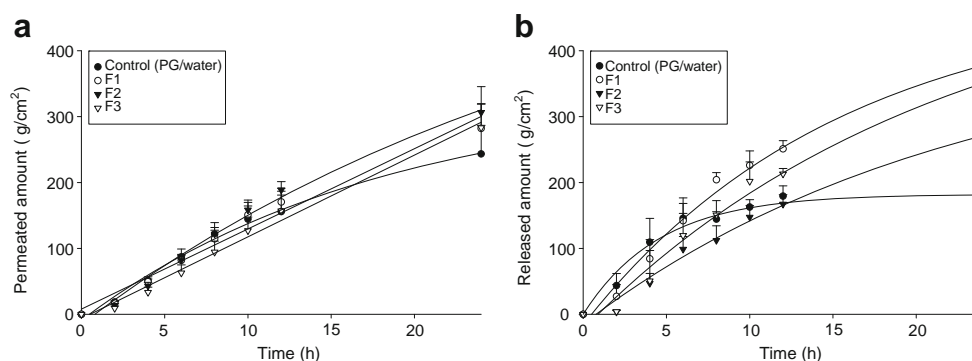 a
400
300
200
100
0
Permeated amount ( g/cm²)
Control (PG/water)
F1
F2
F3
0
5
10
15
20
Time (h)
b
400
300
200
100
0
Released amount ( g/cm²)
Control (PG/water)
F1
F2
F3
0
5
10
15
20
Time (h)